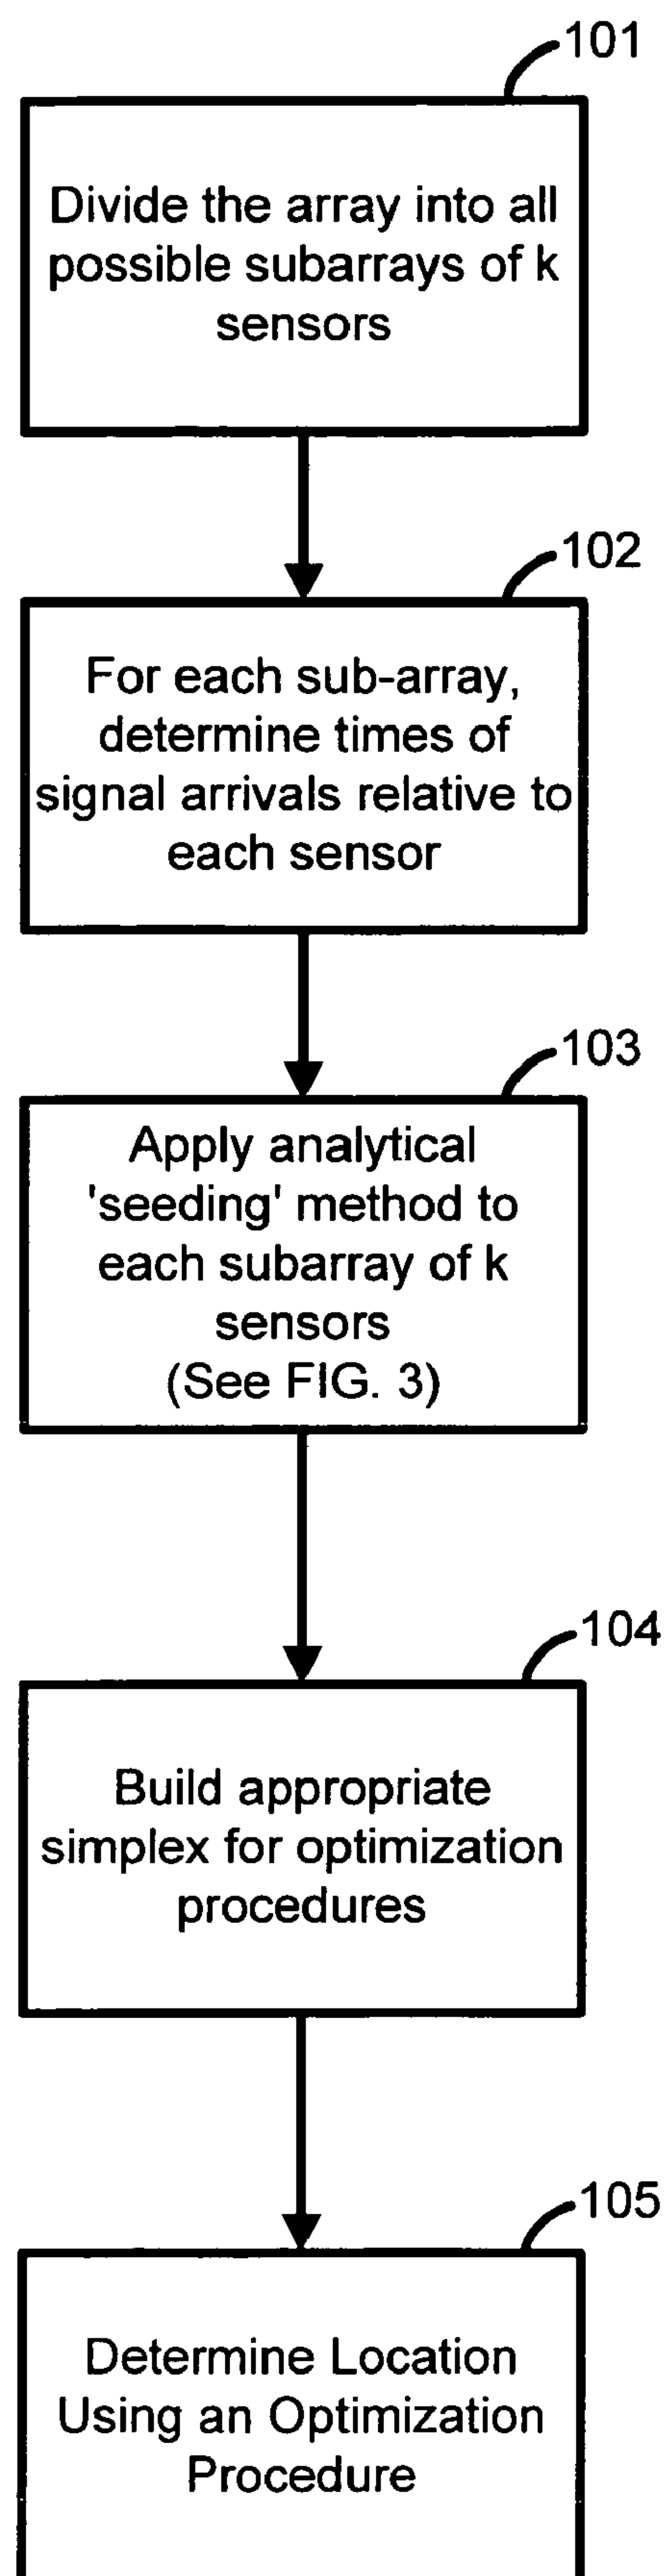 101
Divide the array into all
possible subarrays of k
sensors
102
For each sub-array,
determine times of
signal arrivals relative to
each sensor
103
Apply analytical
'seeding' method to
each subarray of k
sensors
(See FIG. 3)
104
Build appropriate
simplex for optimization
procedures
105
Determine Location
Using an Optimization
Procedure